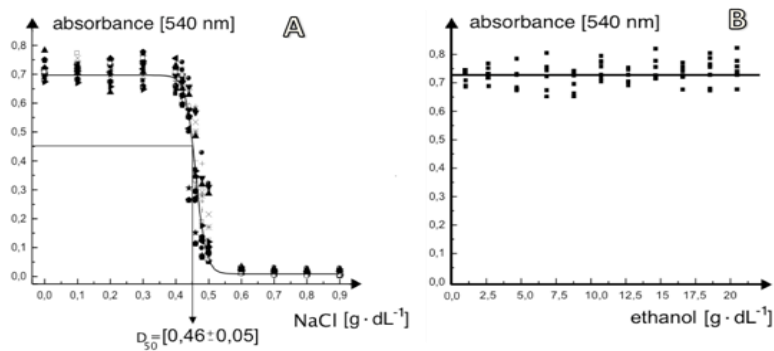 absorbance [540 nm]
A
0,8
0,7
0,6
0,5
0,4
0,3
0,2
0,1
0,0
0,0 0,1 0,2 0,3 0,4 0,5 0,6 0,7 0,8 0,9
NaCl [g·dL⁻¹]
D₅₀=[0,46±0,05]
absorbance [540 nm]
B
0,8
0,7
0,6
0,5
0,4
0,3
0,2
0,1
0,0
0,0 2,5 5,0 7,5 10,0 12,5 15,0 17,5 20
ethanol [g·dL⁻¹]